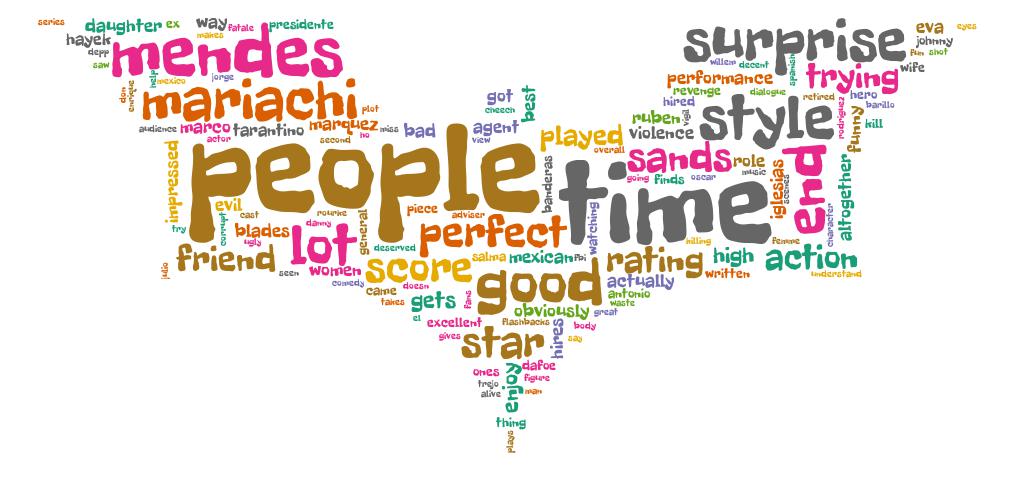 series
daughter
ex
way
fatale
presidente
makes
hayek
depp
mendes
saw
help
mexico
jorge
don
enrique
mariachi
plot
audience
marco
actor
tarantino
marquez
second
ho
miss
bad
got
cheech
best
agent
view
surprise
eva
eyes
johnny
fun
shot
wife
willem
decent
spanish
trying
performance
revenge
dialogue
retired
hero
barillo
rodriguez
hired
vigil
ruben
violence
style
funny
kill
played
overall
people
time
sands
role
music
going
finds
oscar
end
iglesias
scenes
altogether
character
impressed
try
evil
corrupt
cast
rourke
piece
adviser
banderas
watching
blades
ugly
danny
lot
general
deserved
perfect
killing
femme
friend
julio
seen
women
comedy
score
salma
mexican
fbi
rating
high
action
written
understand
came
takes
doesn
gets
fans
good
actually
antonio
waste
great
obviously
el
excellent
flashbacks
gives
star
hires
body
say
ones
dafoe
trejo
figure
alive
enjoy
man
thing
plays